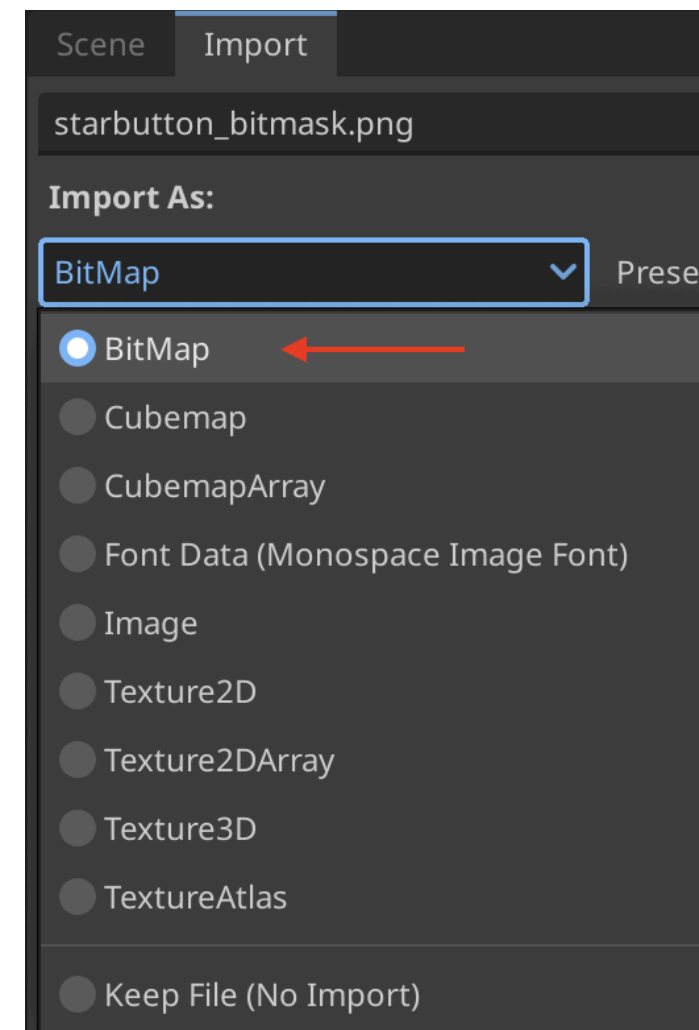 Scene Import
starbutton_bitmask.png
Import As:
BitMap Prese
BitMap
Cubemap
CubemapArray
Font Data (Monospace Image Font)
Image
Texture2D
Texture2DArray
Texture3D
TextureAtlas
Keep File (No Import)